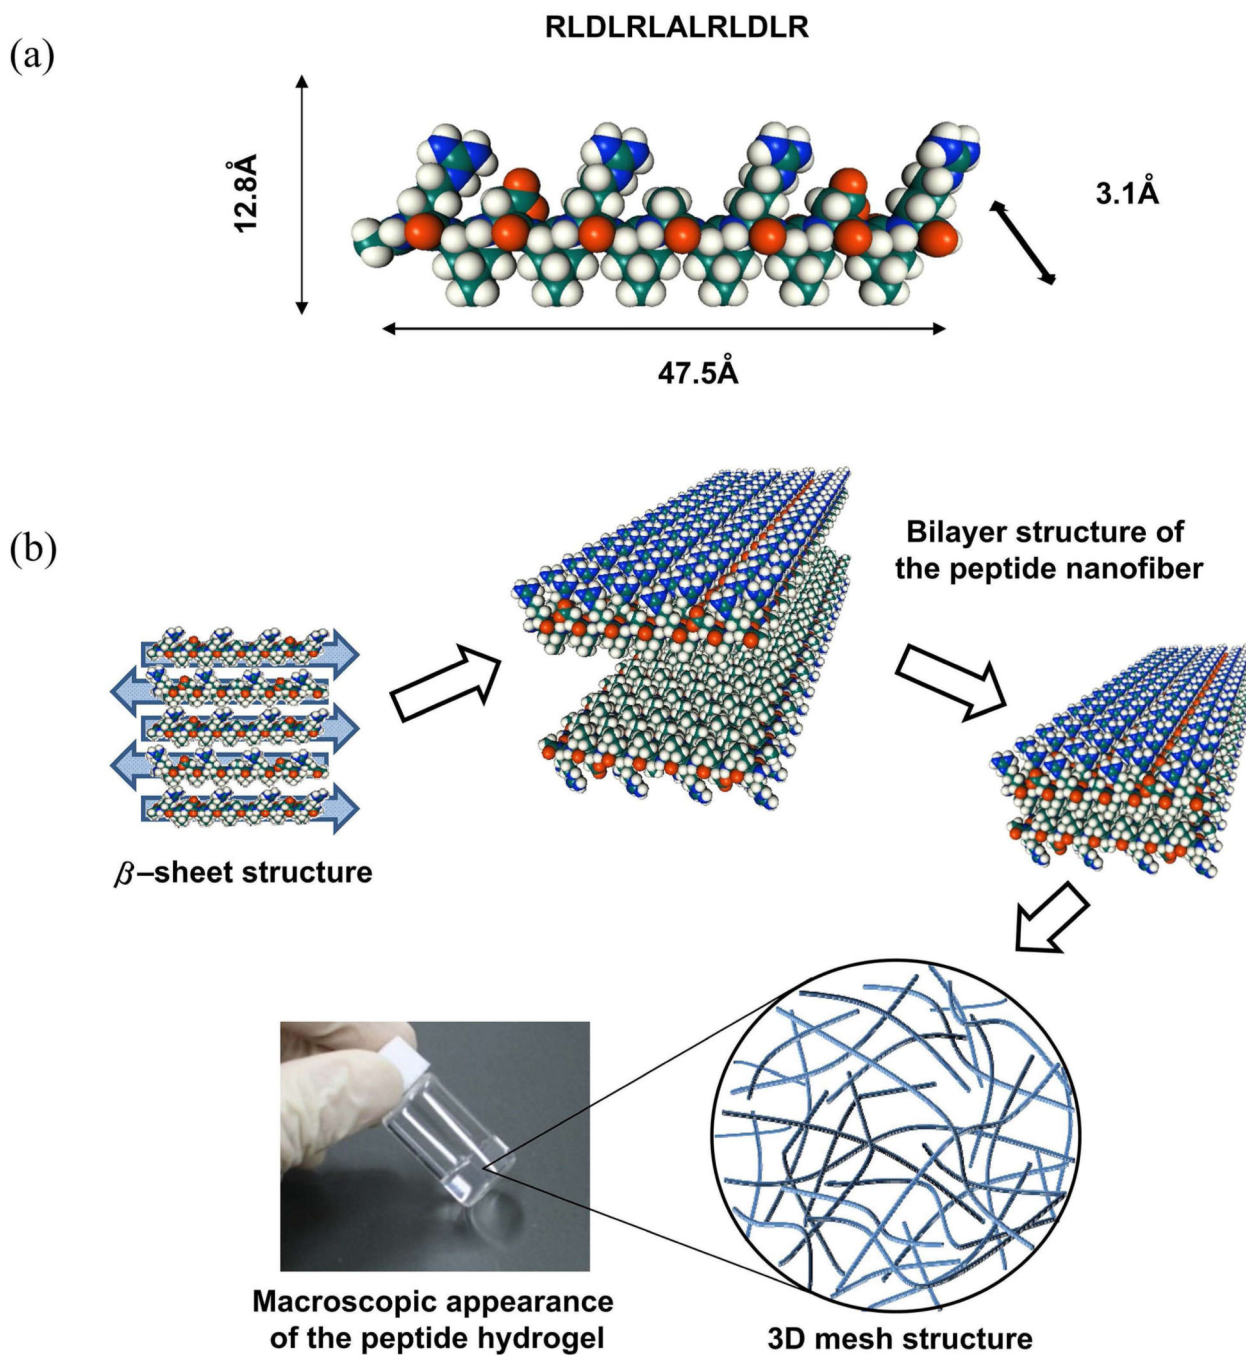 (a)
RLDLRLALRLDLR
12.8Å
3.1Å
47.5Å
(b)
Bilayer structure of
the peptide nanofiber
β–sheet structure
Macroscopic appearance
of the peptide hydrogel
3D mesh structure